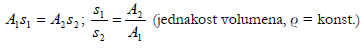 A₁s₁ = A₂s₂ ; s₁/s₂ = A₂/A₁ (jednakost volumena, ϱ = konst.)